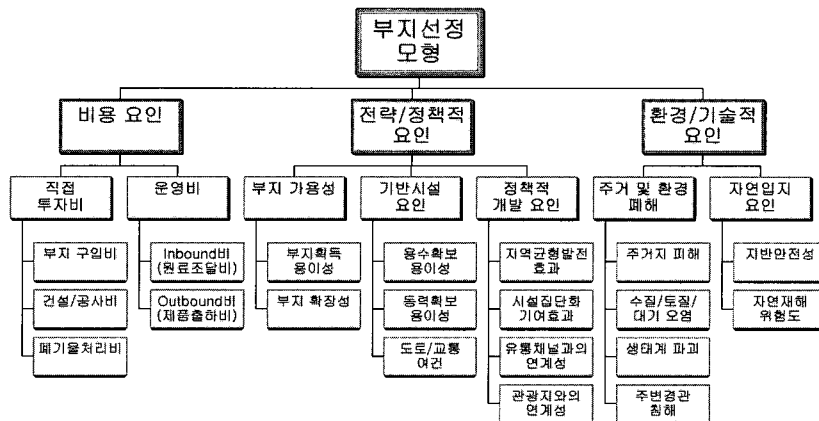 부지선정
모형
비용 요인
전략/정책적
요인
환경/기술적
요인
직접
투자비
운영비
부지 가용성
기반시설
요인
정책적
개발 요인
주거 및 환경
폐해
자연입지
요인
부지 구입비
건설/공사비
폐기물처리비
Inbound비
(원료조달비)
Outbound비
(제품출하비)
부지획득
용이성
부지 확장성
용수확보
용이성
동력확보
용이성
도로/교통
여건
지역균형발전
효과
시설집단화
기여효과
유통채널과의
연계성
관광지와의
연계성
주거지 피해
수질/토질/
대기 오염
생태계 파괴
주변경관
침해
지반안전성
자연재해
위험도